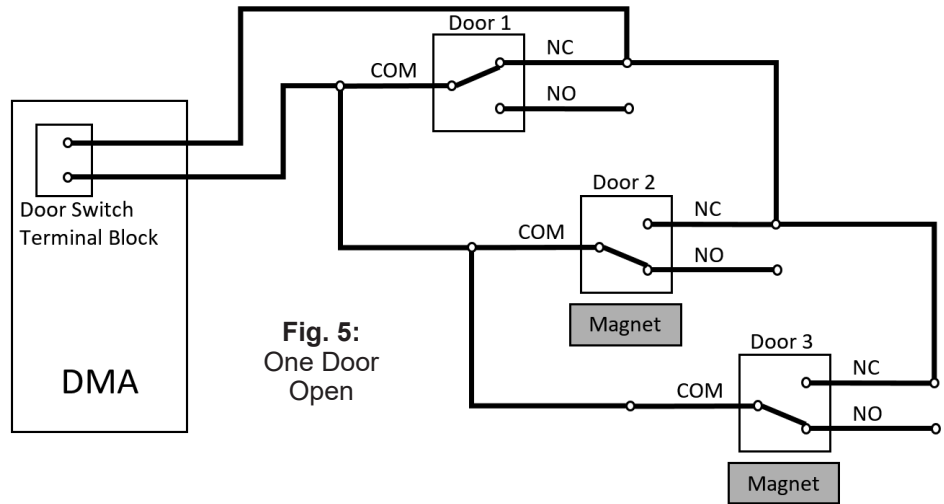 Door 1
NC
COM
NO
Door 2
NC
COM
NO
Door Switch
Terminal Block
Magnet
Fig. 5:
One Door
Open
DMA
Door 3
NC
COM
NO
Magnet